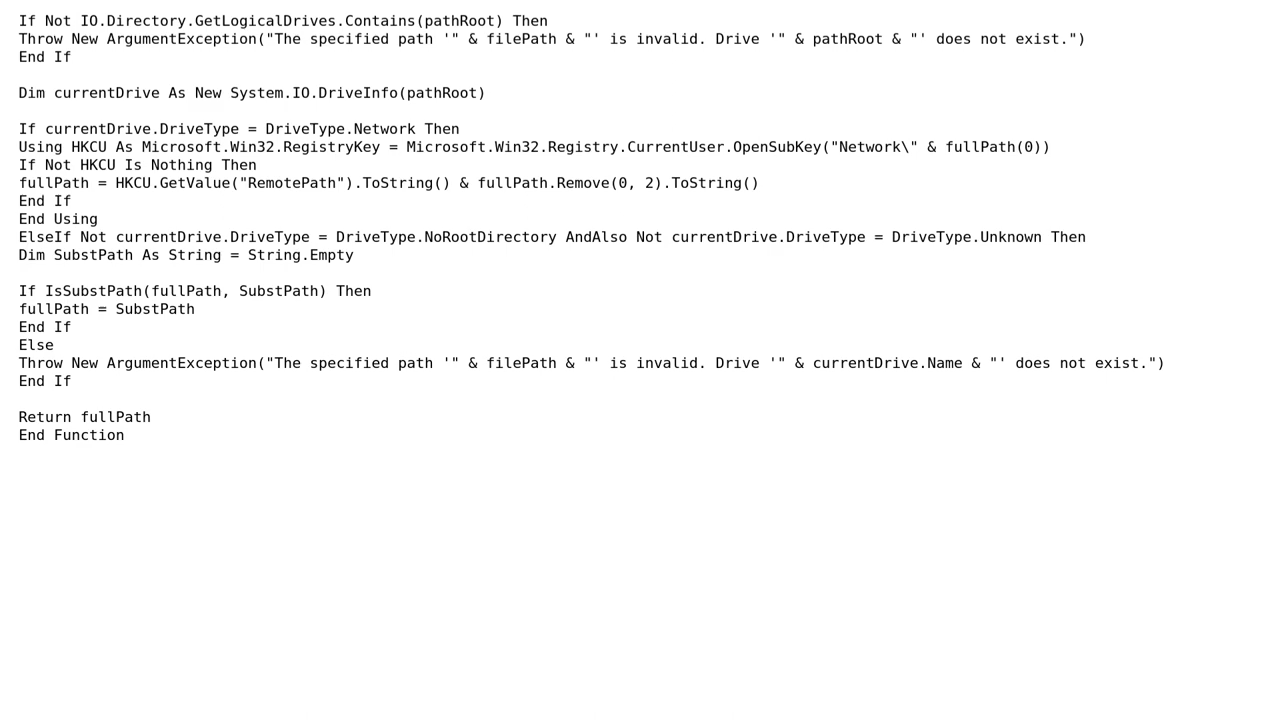 If Not IO.Directory.GetLogicalDrives.Contains(pathRoot) Then
Throw New ArgumentException("The specified path '" & filePath & "' is invalid. Drive '" & pathRoot & "' does not exist.")
End If

Dim currentDrive As New System.IO.DriveInfo(pathRoot)

If currentDrive.DriveType = DriveType.Network Then
Using HKCU As Microsoft.Win32.RegistryKey = Microsoft.Win32.Registry.CurrentUser.OpenSubKey("Network\" & fullPath(0))
If Not HKCU Is Nothing Then
fullPath = HKCU.GetValue("RemotePath").ToString() & fullPath.Remove(0, 2).ToString()
End If
End Using
ElseIf Not currentDrive.DriveType = DriveType.NoRootDirectory AndAlso Not currentDrive.DriveType = DriveType.Unknown Then
Dim SubstPath As String = String.Empty

If IsSubstPath(fullPath, SubstPath) Then
fullPath = SubstPath
End If
Else
Throw New ArgumentException("The specified path '" & filePath & "' is invalid. Drive '" & currentDrive.Name & "' does not exist.")
End If

Return fullPath
End Function